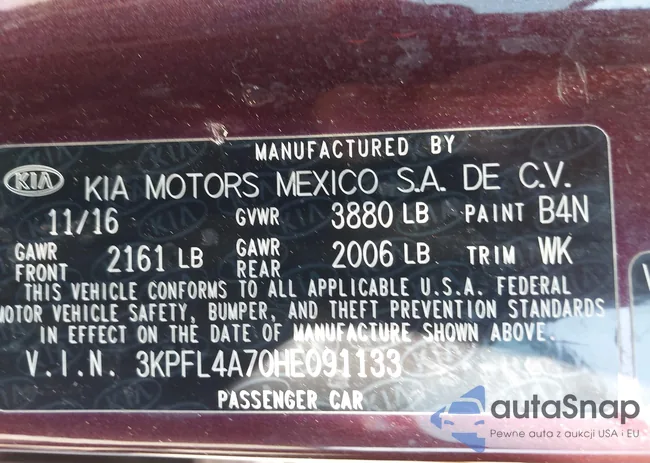 MANUFACTURED BY
KIA KIA MOTORS MEXICO S.A. DE C.V.
11/16 GVWR 3880 LB PAINT B4N
GAWR FRONT 2161 LB GAWR REAR 2006 LB TRIM WK
THIS VEHICLE CONFORMS TO ALL APPLICABLE U.S.A. FEDERAL
MOTOR VEHICLE SAFETY, BUMPER, AND THEFT PREVENTION STANDARDS
IN EFFECT ON THE DATE OF MANUFACTURE SHOWN ABOVE.
V.I.N. 3KPFL4A70HE091133
PASSENGER CAR
autaSnap
Pewne auta z aukcji USA i EU